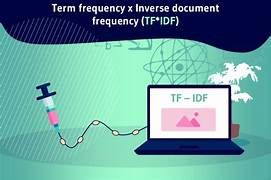 Term frequency x Inverse document
frequency (TF*IDF)
TF – IDF